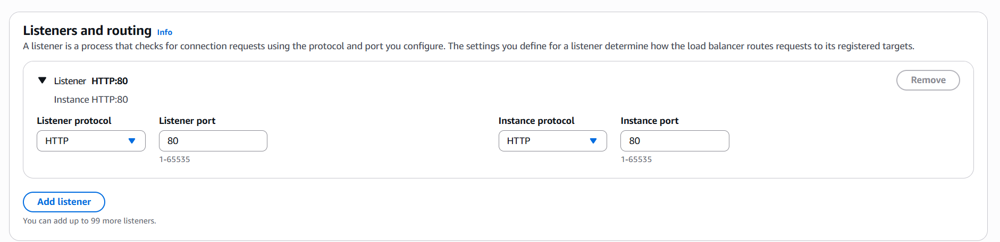 Listeners and routing Info
A listener is a process that checks for connection requests using the protocol and port you configure. The settings you define for a listener determine how the load balancer routes requests to its registered targets.
Listener HTTP:80
Remove
Instance HTTP:80
Listener protocol Listener port Instance protocol Instance port
HTTP 80 HTTP 80
1-65535 1-65535
Add listener
You can add up to 99 more listeners.